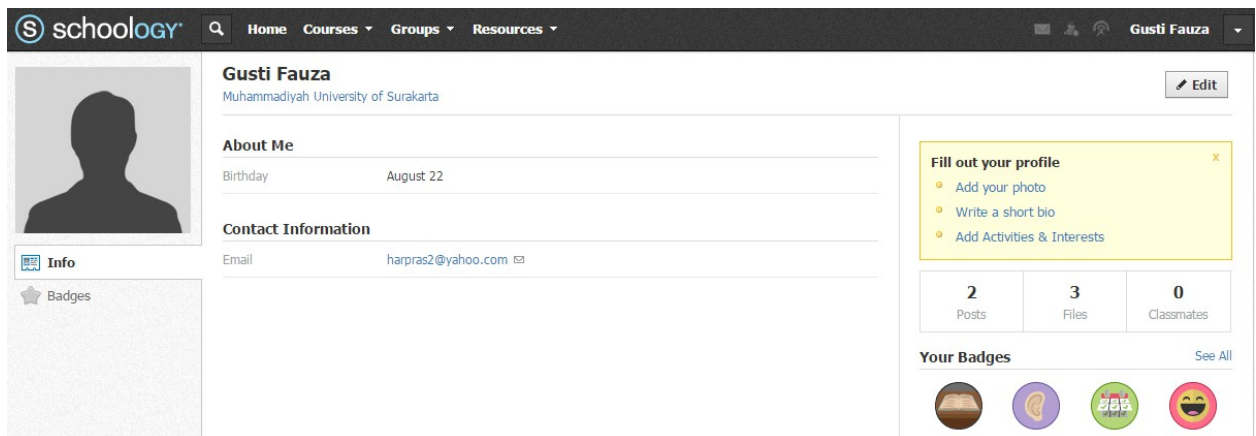 S schoology
Home Courses Groups Resources
Gusti Fauza
Gusti Fauza
Muhammadiyah University of Surakarta
Edit
About Me
Birthday August 22
Contact Information
Email harpras2@yahoo.com
Info
Badges
Fill out your profile
x
Add your photo
Write a short bio
Add Activities & Interests
2 3 0
Posts Files Classmates
Your Badges See All